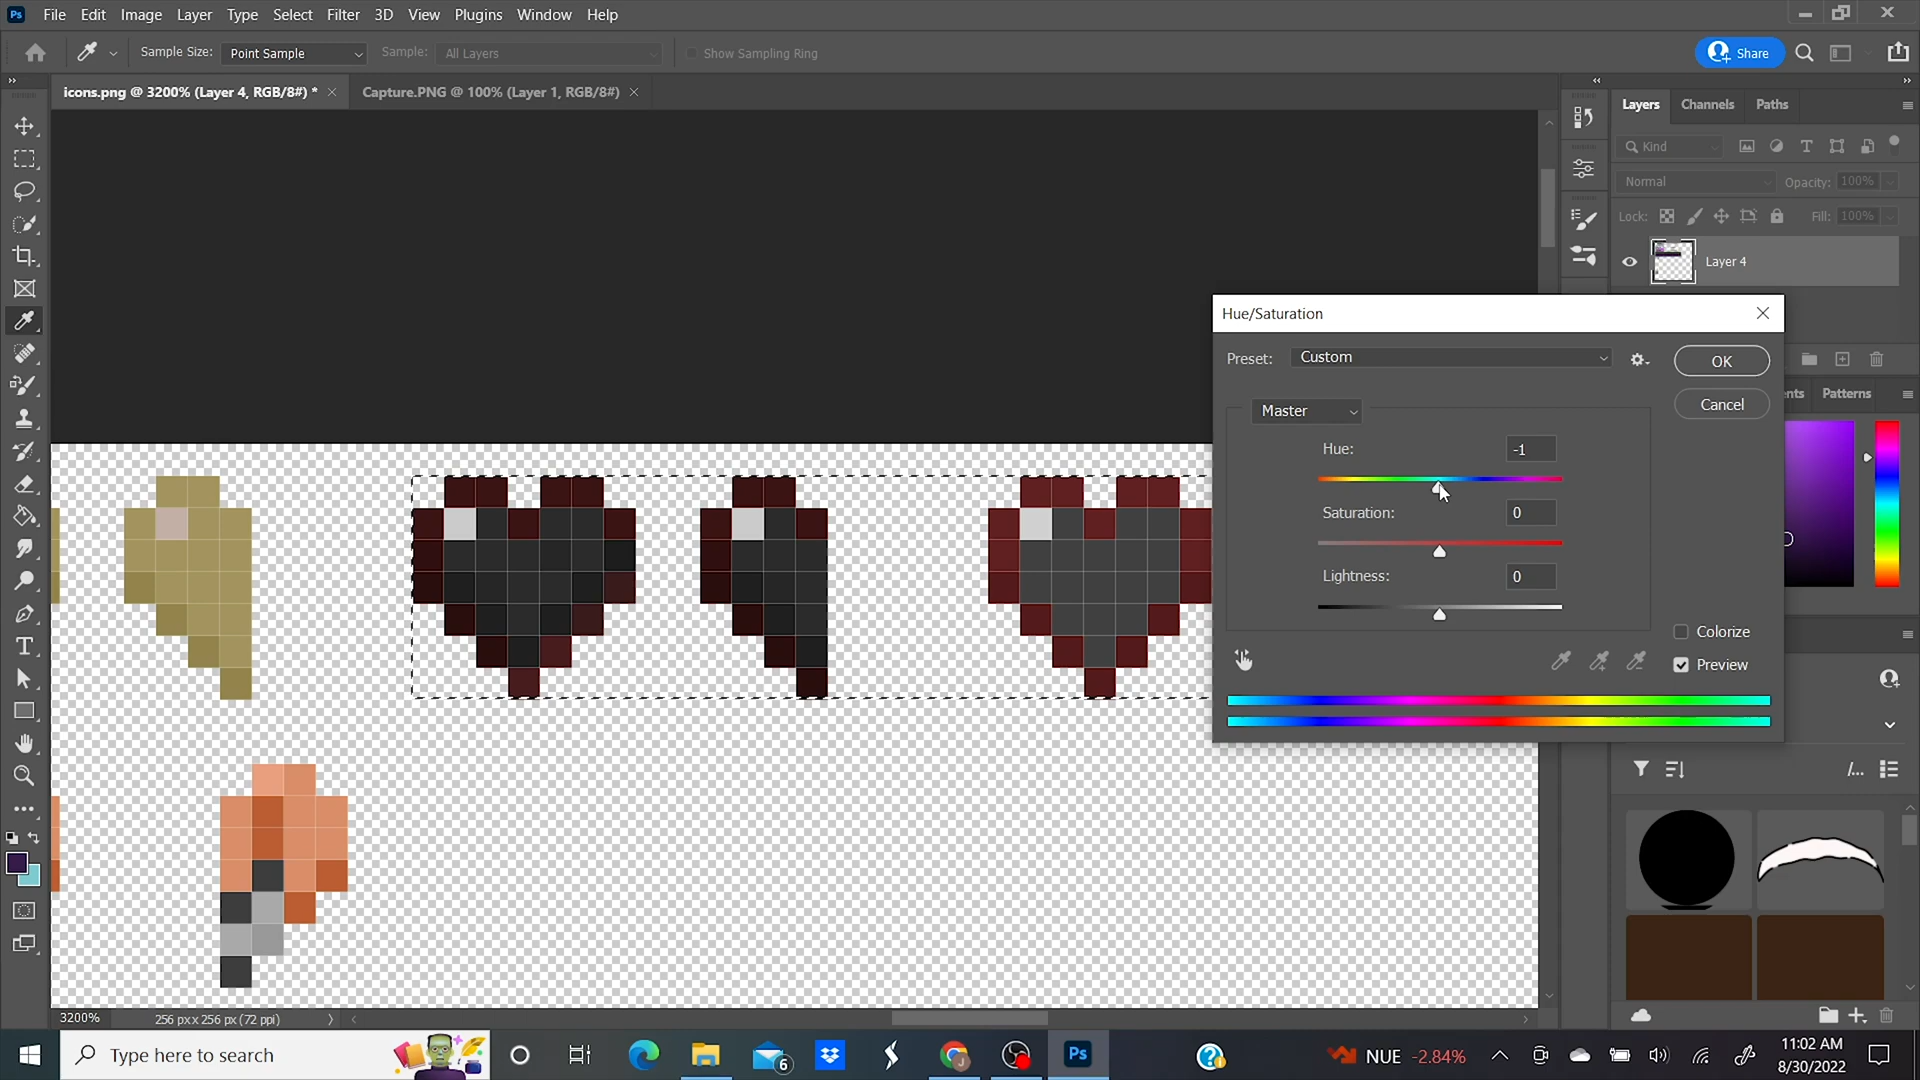 Ps File Edit Image Layer Type Select Filter 3D View Plugins Window Help
Sample Size: Point Sample Sample: All Layers Show Sampling Ring Share
icons.png @ 3200% (Layer 4, RGB/8#) * Capture.PNG @ 100% (Layer 1, RGB/8#)
Layers Channels Paths
Kind
Normal Opacity: 100%
Lock: Fill: 100%
Layer 4
Hue/Saturation
Preset: Custom OK
Cancel
Master
Hue: -1
Saturation: 0
Lightness: 0
Colorize
Preview
ents Patterns
3200% 256 px x 256 px (72 ppi)
Type here to search
6
Ps
NUE -2.84%
11:02 AM
8/30/2022